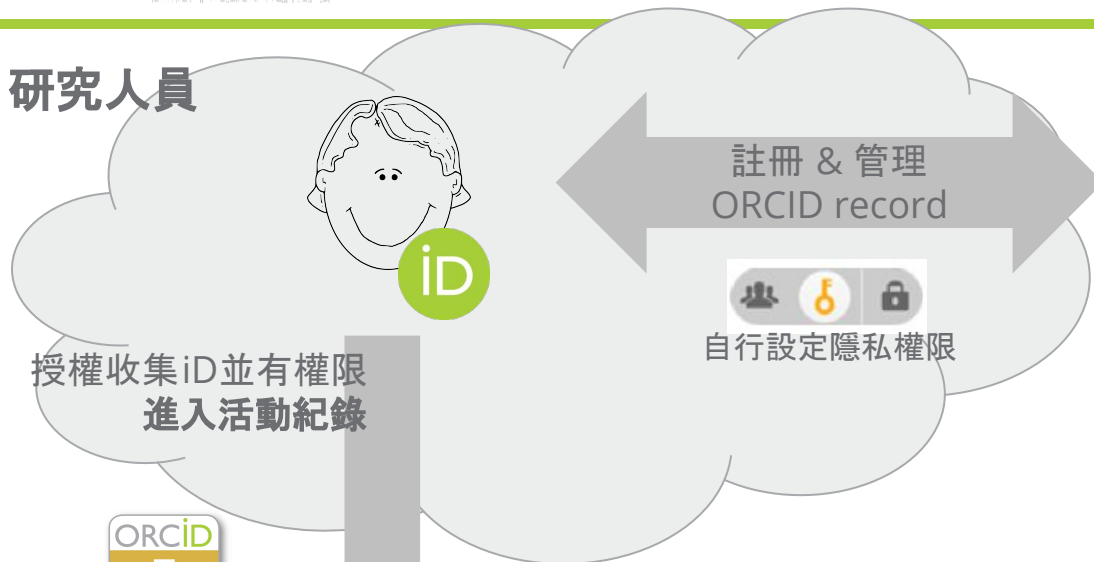 研究人員
註冊 & 管理
ORCID record
iD
自行設定隱私權限
授權收集iD並有權限
進入活動紀錄
ORCID